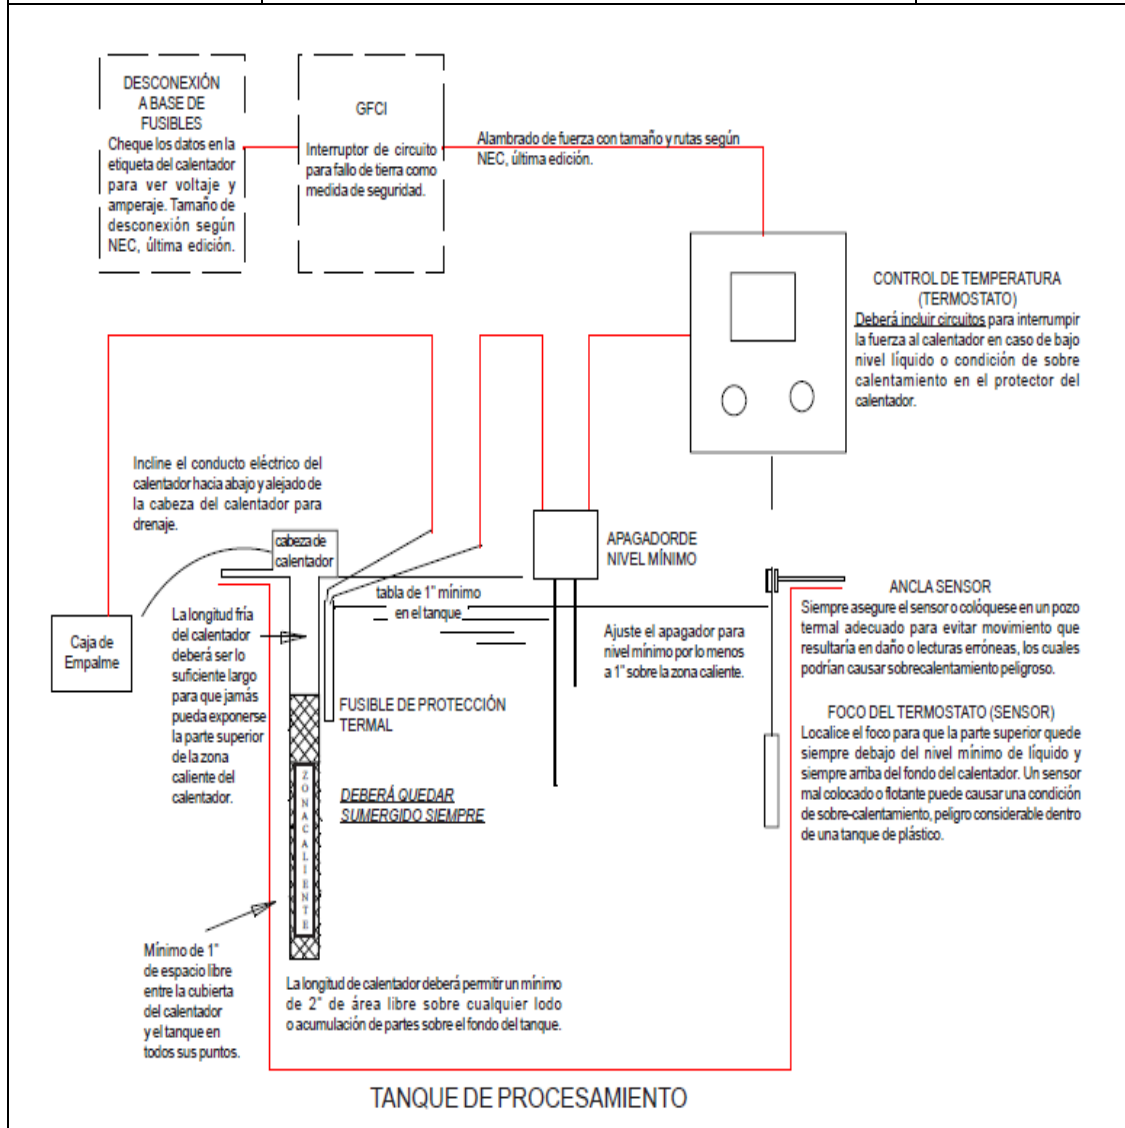 DESCONEXIÓN
A BASE DE
FUSIBLES
Cheque los datos en la
etiqueta del calentador
para ver voltaje y
amperaje. Tamaño de
desconexión según
NEC, última edición.
GFCI
Interruptor de circuito
para fallo de tierra como
medida de seguridad.
Alambrado de fuerza con tamaño y rutas según
NEC, última edición.
CONTROL DE TEMPERATURA
(TERMOSTATO)
Deberá incluir circuitos para interrumpir
la fuerza al calentador en caso de bajo
nivel líquido o condición de sobre
calentamiento en el protector del
calentador.
Incline el conducto eléctrico del
calentador hacia abajo y alejado de
la cabeza del calentador para
drenaje.
cabeza de
calentador
APAGADORDE
NIVEL MÍNIMO
tabla de 1" mínimo
en el tanque
Caja de
Empalme
La longitud fría
del calentador
deberá ser lo
suficiente largo
para que jamás
pueda exponerse
la parte superior
de la zona
caliente del
calentador.
Ajuste el apagador para
nivel mínimo por lo menos
a 1" sobre la zona caliente.
ANCLA SENSOR
Siempre asegure el sensor o colóquese en un pozo
termal adecuado para evitar movimiento que
resultaría en daño o lecturas erróneas, los cuales
podrían causar sobrecalentamiento peligroso.
FUSIBLE DE PROTECCIÓN
TERMAL
FOCO DEL TERMOSTATO (SENSOR)
Localice el foco para que la parte superior quede
siempre debajo del nivel mínimo de líquido y
siempre arriba del fondo del calentador. Un sensor
mal colocado o flotante puede causar una condición
de sobre-calentamiento, peligro considerable dentro
de una tanque de plástico.
ZONA CALIENTE
DEBERÁ QUEDAR
SUMERGIDO SIEMPRE
Mínimo de 1"
de espacio libre
entre la cubierta
del calentador
y el tanque en
todos sus puntos.
La longitud de calentador deberá permitir un mínimo
de 2" de área libre sobre cualquier lodo
o acumulación de partes sobre el fondo del tanque.
TANQUE DE PROCESAMIENTO